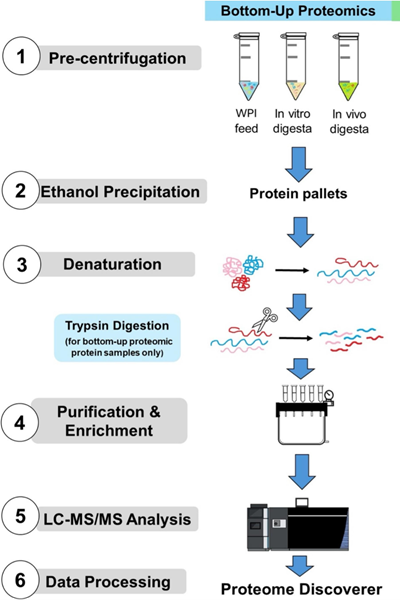 Bottom-Up Proteomics
1 Pre-centrifugation
WPI feed
In vitro digesta
In vivo digesta
2 Ethanol Precipitation
Protein pallets
3 Denaturation
Trypsin Digestion
(for bottom-up proteomic
protein samples only)
4 Purification &
Enrichment
5 LC-MS/MS Analysis
6 Data Processing
Proteome Discoverer